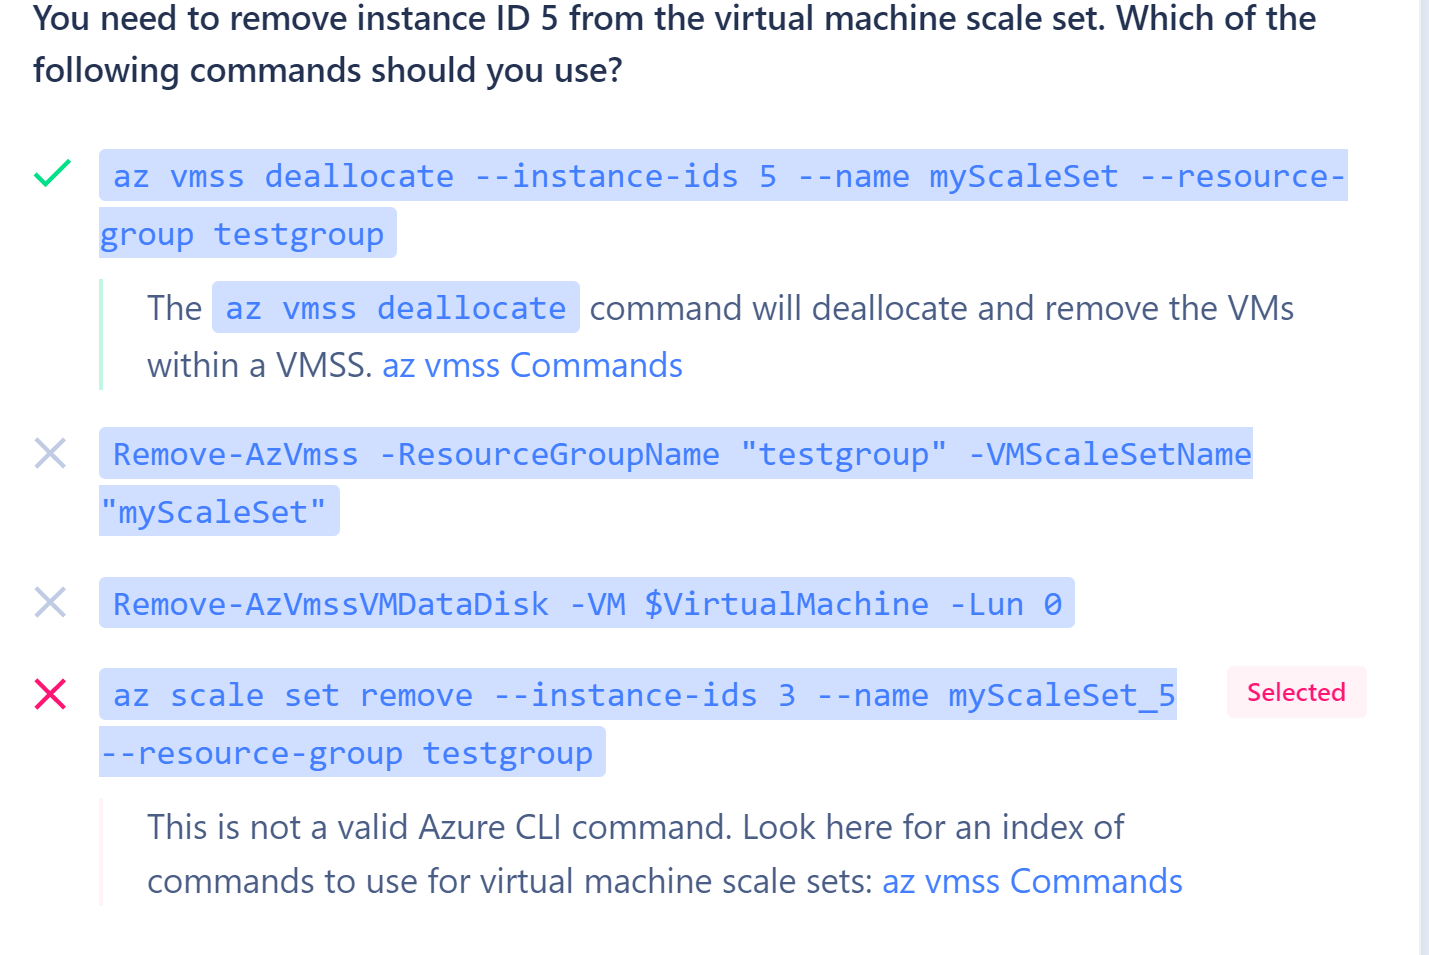 You need to remove instance ID 5 from the virtual machine scale set. Which of the
following commands should you use?
az vmss deallocate --instance-ids 5 --name myScaleSet --resource-
group testgroup
The az vmss deallocate command will deallocate and remove the VMs
within a VMSS. az vmss Commands
Remove-AzVmss -ResourceGroupName "testgroup" -VMScaleSetName
"myScaleSet"
Remove-AzVmssVMDataDisk -VM $VirtualMachine -Lun 0
az scale set remove --instance-ids 3 --name myScaleSet_5
Selected
--resource-group testgroup
This is not a valid Azure CLI command. Look here for an index of
commands to use for virtual machine scale sets: az vmss Commands